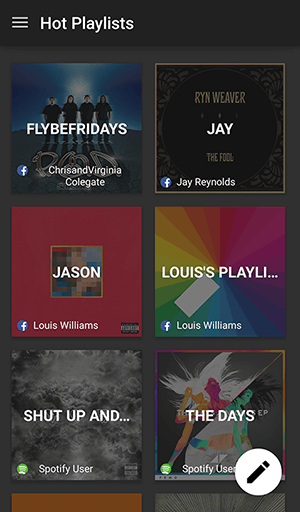 Hot Playlists
FLYBEFRIDAYS
ChrisandVirginia
Colegate
RYN WEAVER
JAY
THE FOOL
Jay Reynolds
JASON
Louis Williams
LOUIS'S PLAYLI...
Louis Williams
SHUT UP AND...
Spotify User
THE DAYS
EP
Spotify User